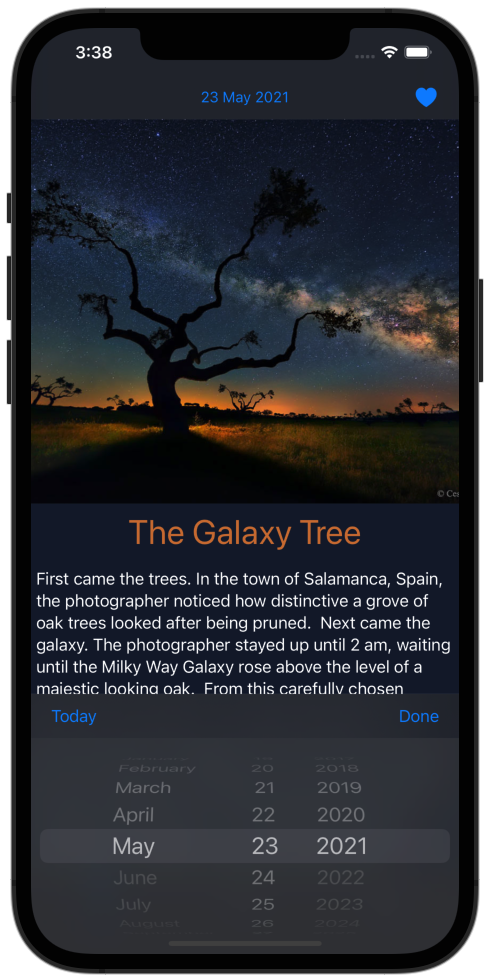 3:38
23 May 2021
© Ce
The Galaxy Tree
First came the trees. In the town of Salamanca, Spain,
the photographer noticed how distinctive a grove of
oak trees looked after being pruned.  Next came the
galaxy. The photographer stayed up until 2 am, waiting
until the Milky Way Galaxy rose above the level of a
majestic looking oak.  From this carefully chosen
Today Done
19
February 20 2018
March 21 2019
April 22 2020
May 23 2021
June 24 2022
July 25 2023
August 26 2024